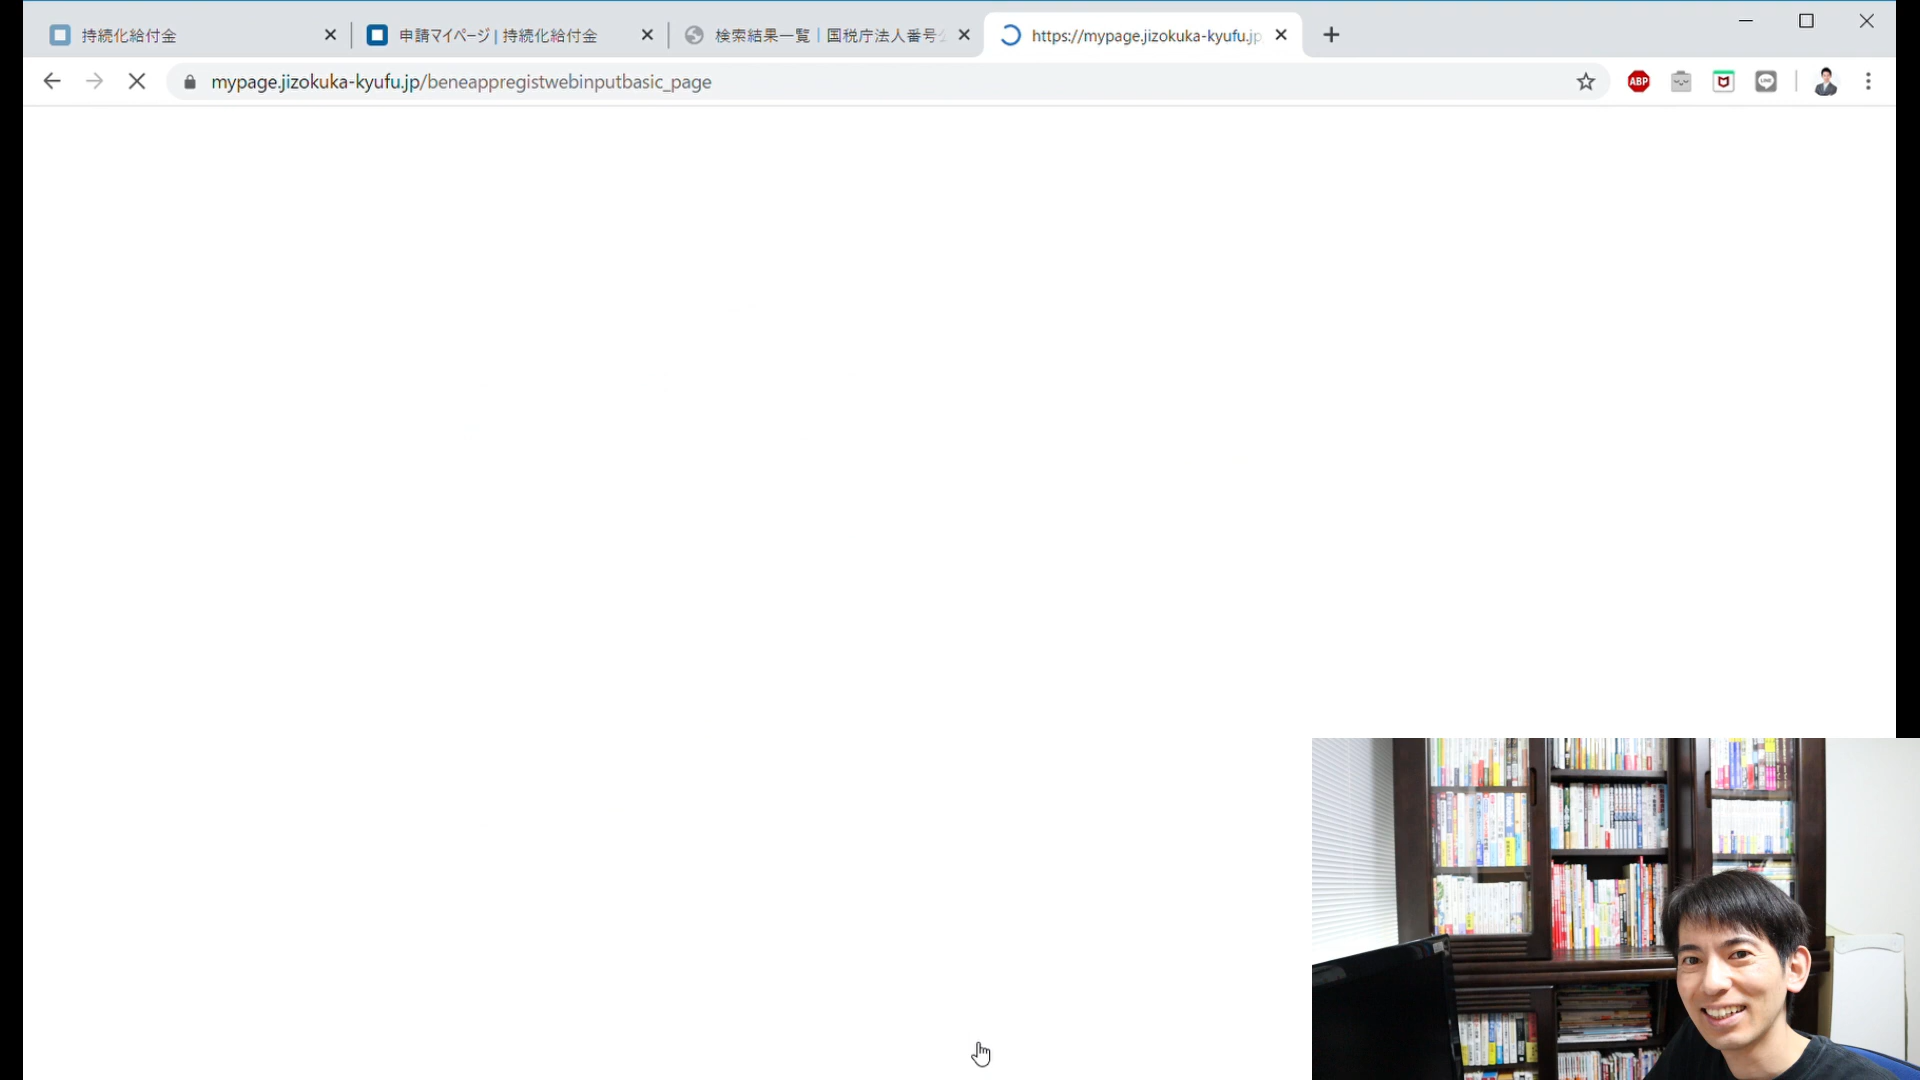 持続化給付金
申請マイページ | 持続化給付金
検索結果一覧｜国税庁法人番号
https://mypage.jizokuka-kyufu.jp
mypage.jizokuka-kyufu.jp/beneappregistwebinputbasic_page
ABP
LINE